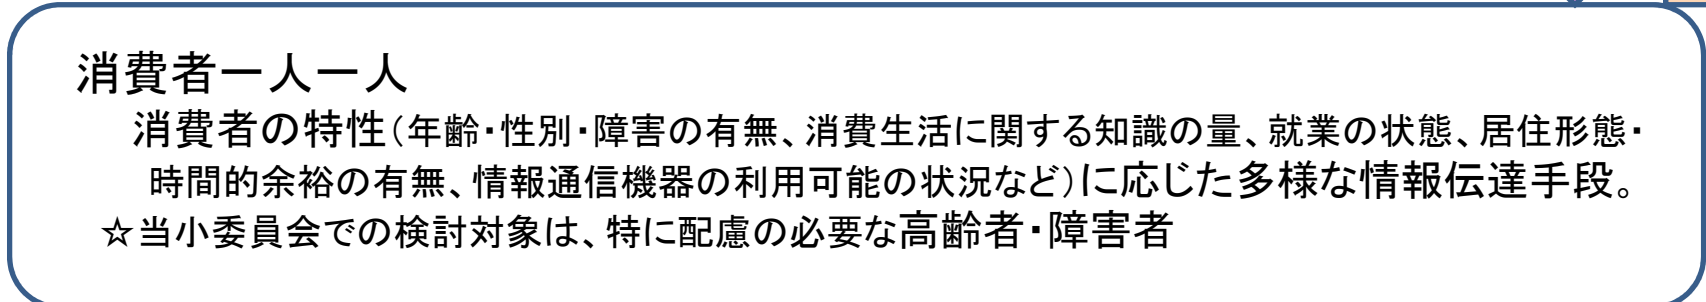 消費者一人一人
消費者の特性(年齢・性別・障害の有無、消費生活に関する知識の量、就業の状態、居住形態・
時間的余裕の有無、情報通信機器の利用可能の状況など)に応じた多様な情報伝達手段。
☆当小委員会での検討対象は、特に配慮の必要な高齢者・障害者